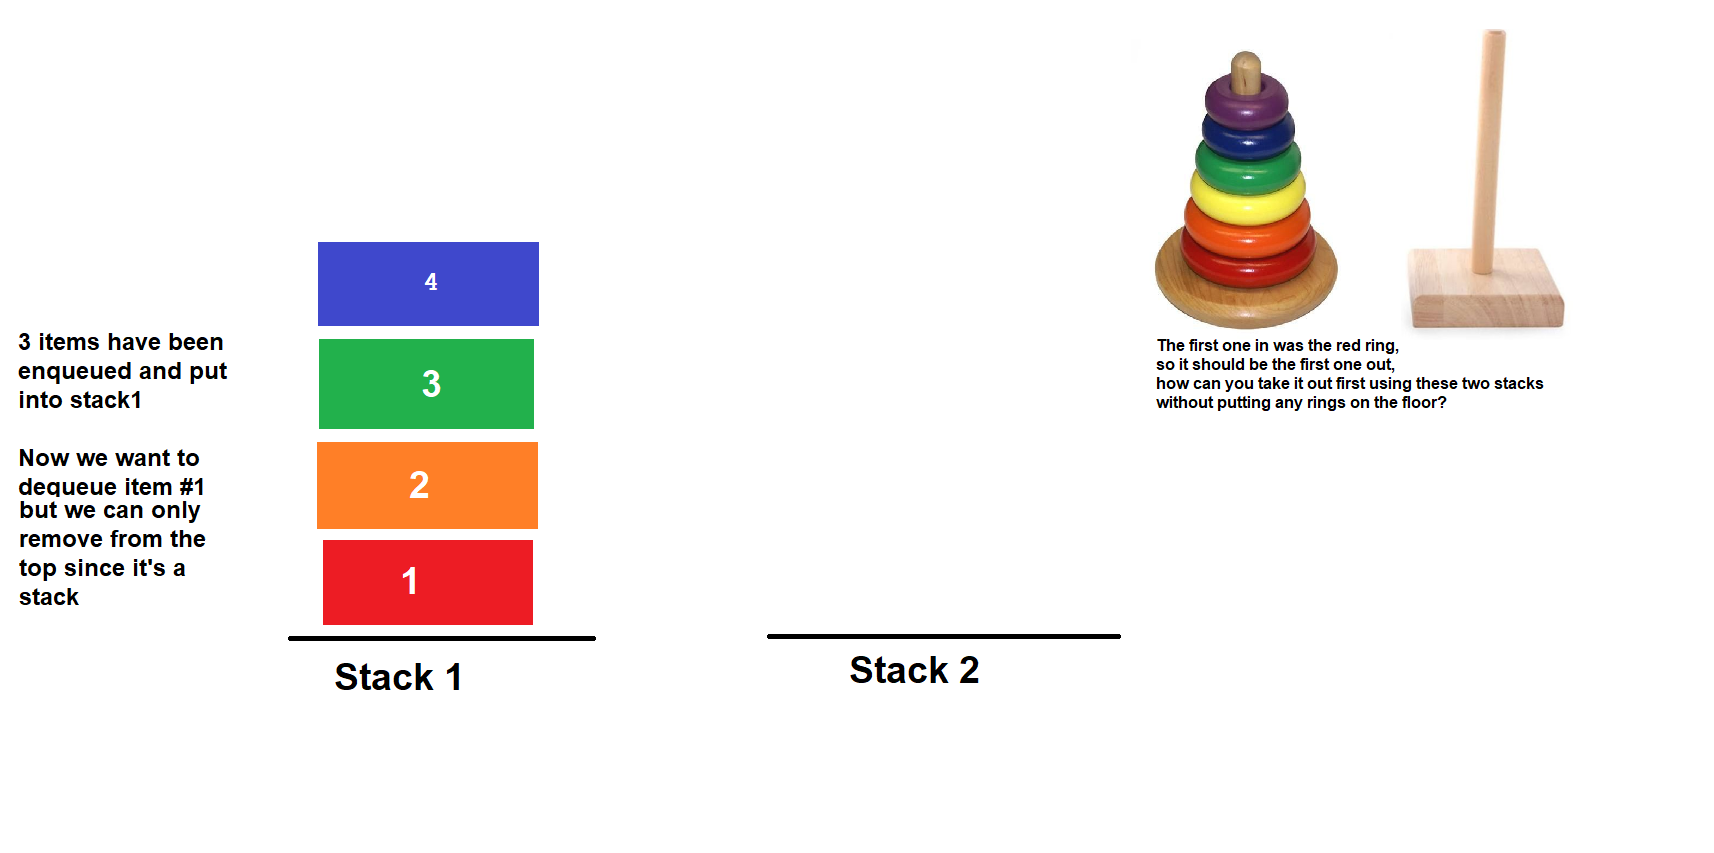 4
3
2
1
3 items have been
enqueued and put
into stack1
Now we want to
dequeue item #1
but we can only
remove from the
top since it's a
stack
Stack 1
Stack 2
The first one in was the red ring,
so it should be the first one out,
how can you take it out first using these two stacks
without putting any rings on the floor?